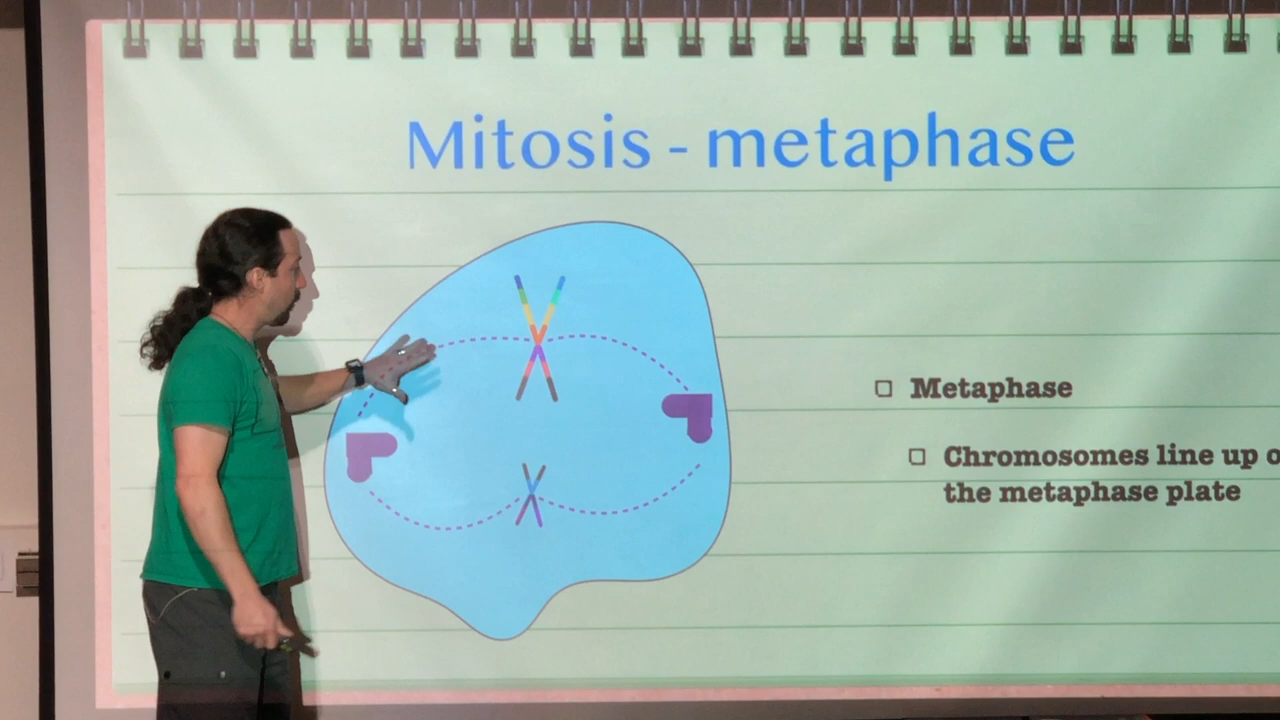 Mitosis - metaphase
Metaphase
Chromosomes line up
the metaphase plate